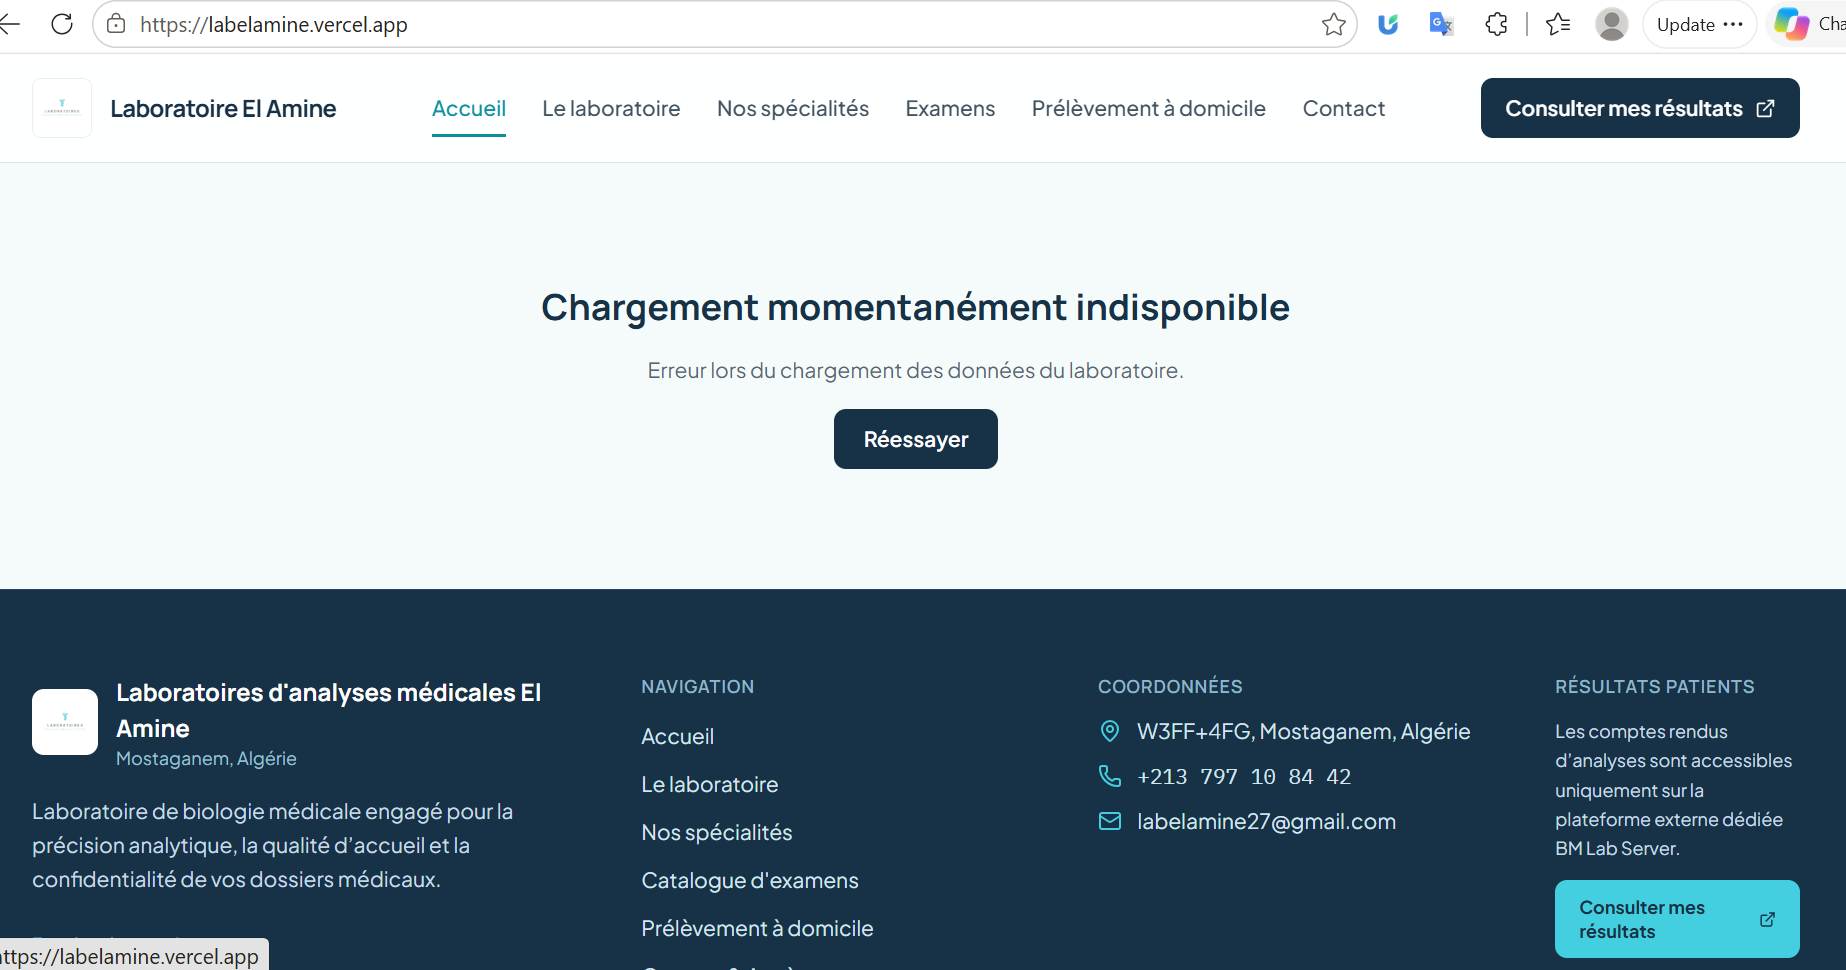 https://labelamine.vercel.app
Update
LABORATOIRES
Laboratoire El Amine
Accueil
Le laboratoire
Nos spécialités
Examens
Prélèvement à domicile
Contact
Consulter mes résultats
Chargement momentanément indisponible
Erreur lors du chargement des données du laboratoire.
Réessayer
LABORATOIRES
Laboratoires d'analyses médicales El
Amine
Mostaganem, Algérie
Laboratoire de biologie médicale engagé pour la
précision analytique, la qualité d’accueil et la
confidentialité de vos dossiers médicaux.
NAVIGATION
Accueil
Le laboratoire
Nos spécialités
Catalogue d'examens
Prélèvement à domicile
COORDONNÉES
W3FF+4FG, Mostaganem, Algérie
+213 797 10 84 42
labelamine27@gmail.com
RÉSULTATS PATIENTS
Les comptes rendus
d’analyses sont accessibles
uniquement sur la
plateforme externe dédiée
BM Lab Server.
Consulter mes
résultats
ttps://labelamine.vercel.app